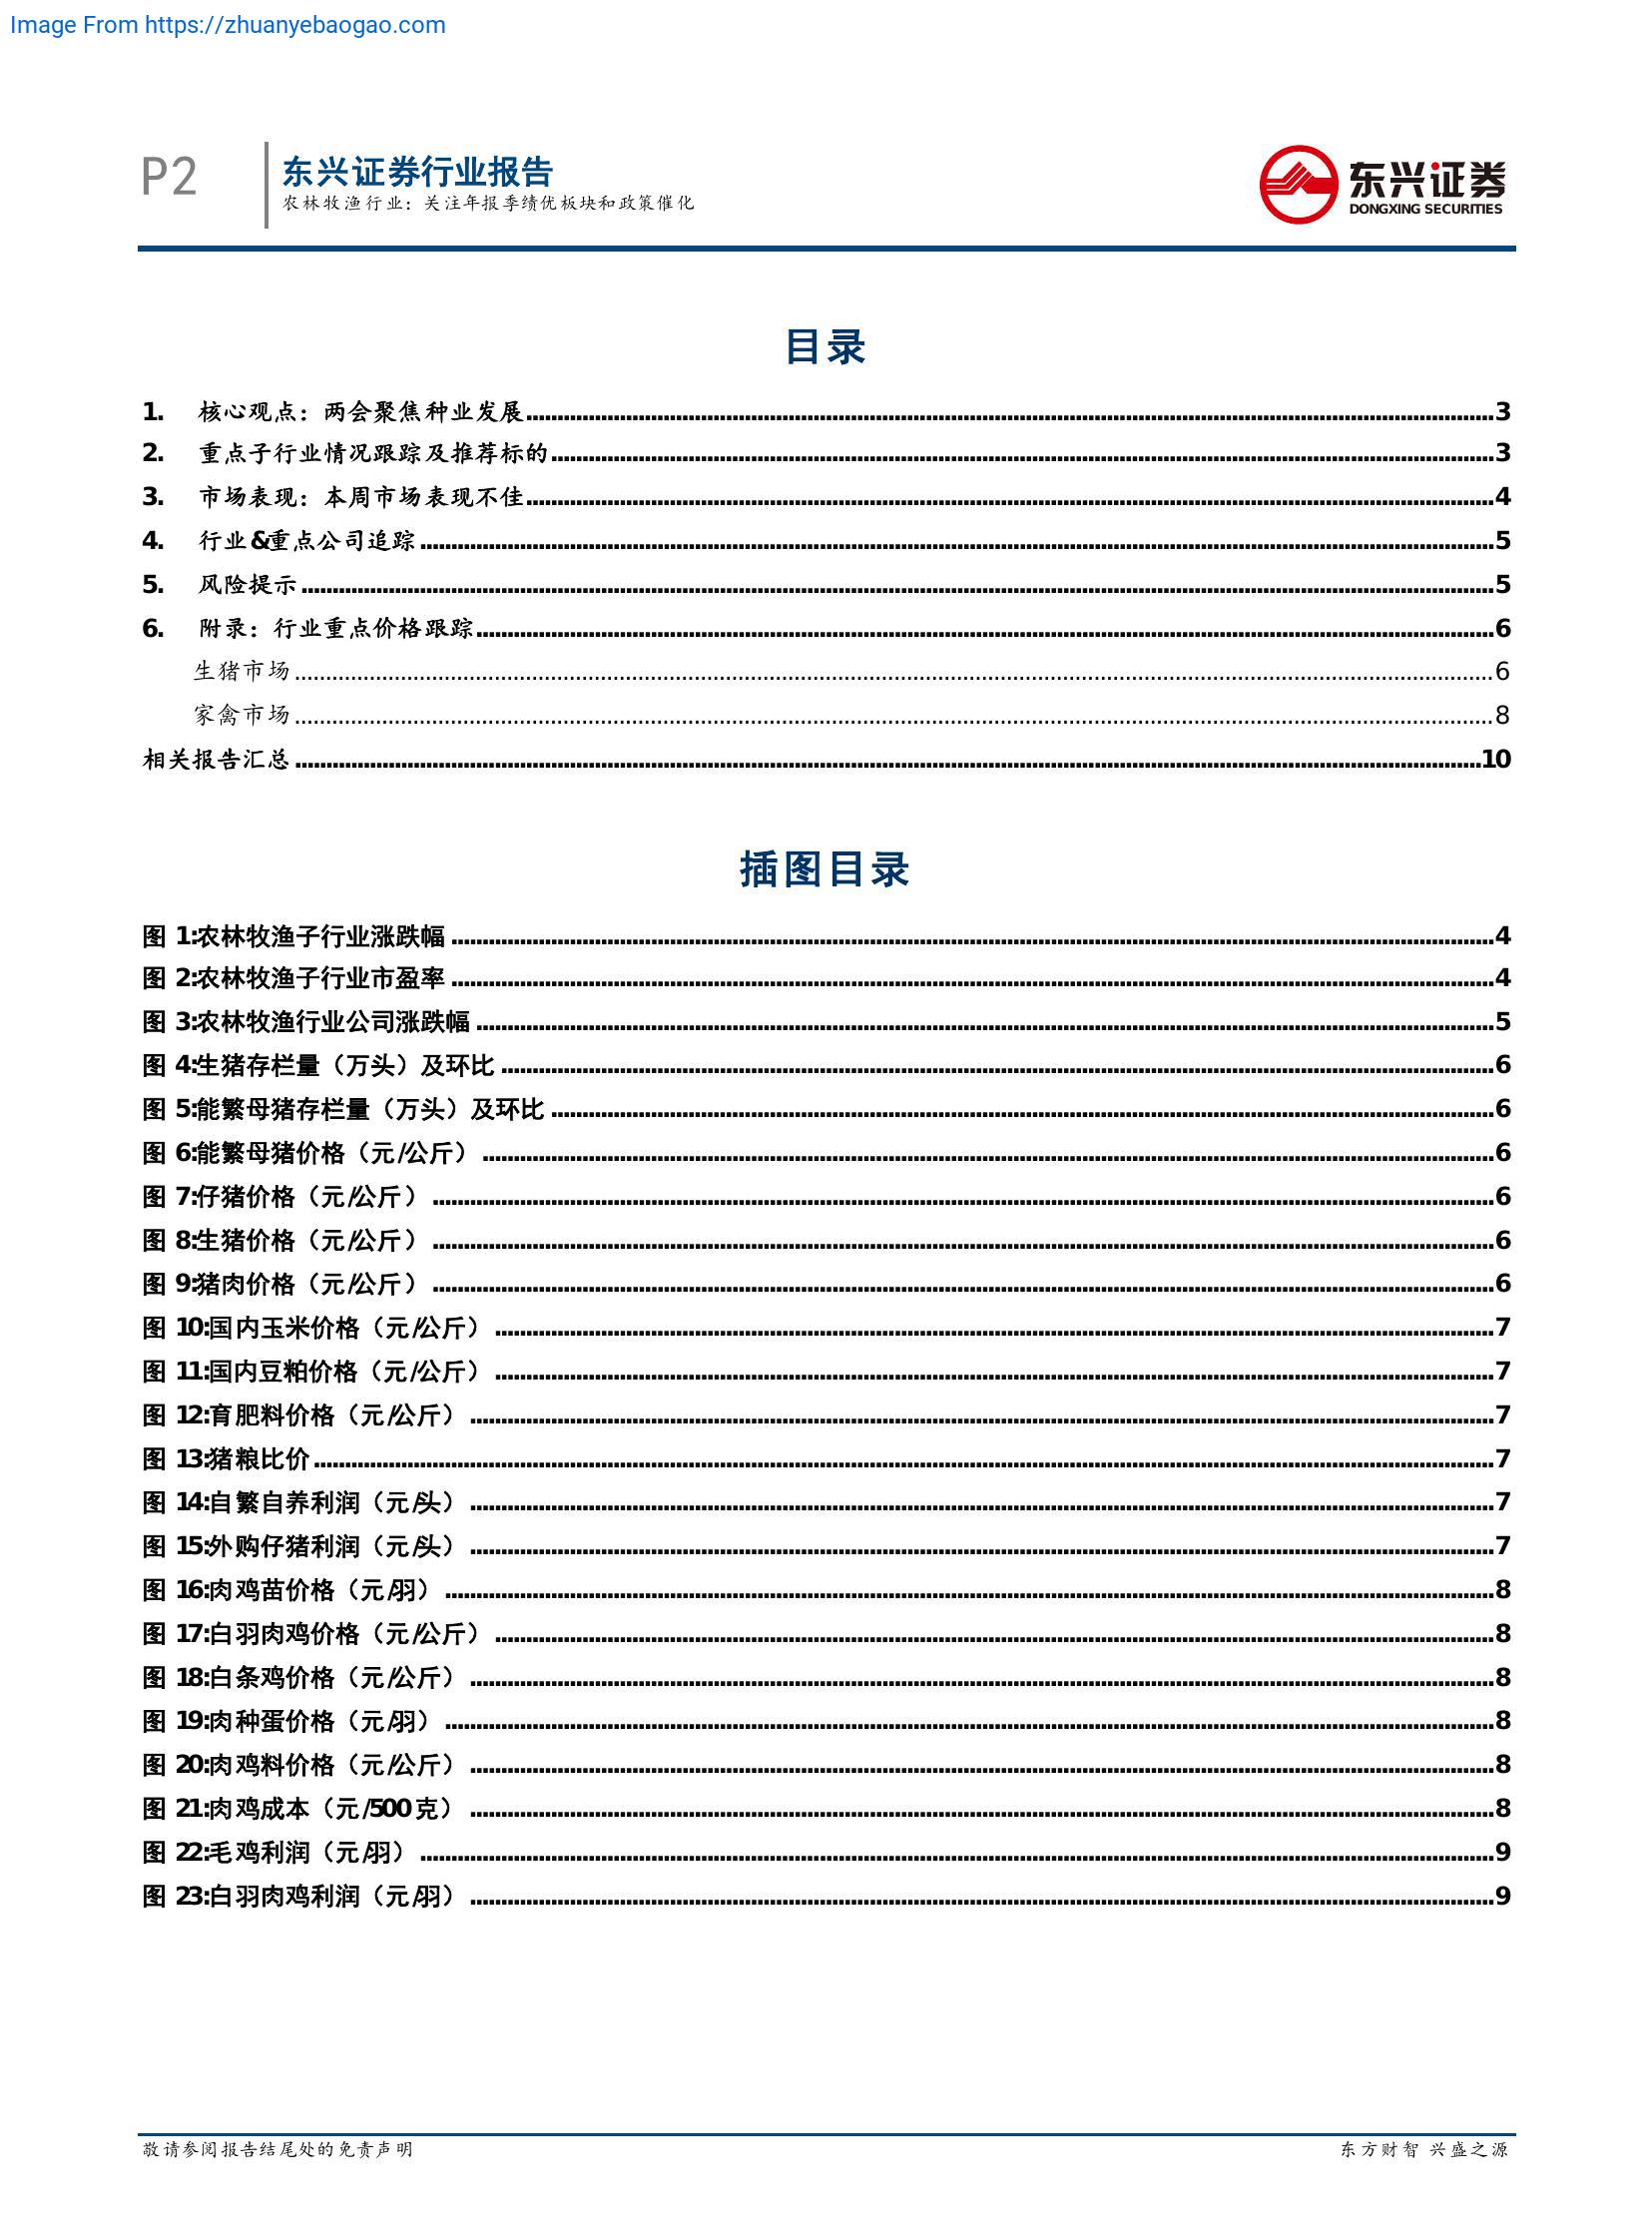 Image From https://zhuanyebaogao.com
P2
东兴证券行业报告
农林牧渔行业：关注年报季绩优板块和政策催化
东兴证券
DONGXING SECURITIES
目录
1. 核心观点：两会聚焦种业发展 3
2. 重点子行业情况跟踪及推荐标的 3
3. 市场表现：本周市场表现不佳 4
4. 行业&重点公司追踪 5
5. 风险提示 5
6. 附录：行业重点价格跟踪 6
生猪市场 6
家禽市场 8
相关报告汇总 10
插图目录
图 1:农林牧渔子行业涨跌幅 4
图 2:农林牧渔子行业市盈率 4
图 3:农林牧渔行业公司涨跌幅 5
图 4:生猪存栏量（万头）及环比 6
图 5:能繁母猪存栏量（万头）及环比 6
图 6:能繁母猪价格（元/公斤） 6
图 7:仔猪价格（元/公斤） 6
图 8:生猪价格（元/公斤） 6
图 9:猪肉价格（元/公斤） 6
图 10:国内玉米价格（元/公斤） 7
图 11:国内豆粕价格（元/公斤） 7
图 12:育肥料价格（元/公斤） 7
图 13:猪粮比价 7
图 14:自繁自养利润（元/头） 7
图 15:外购仔猪利润（元/头） 7
图 16:肉鸡苗价格（元/羽） 8
图 17:白羽肉鸡价格（元/公斤） 8
图 18:白条鸡价格（元/公斤） 8
图 19:肉种蛋价格（元/羽） 8
图 20:肉鸡料价格（元/公斤） 8
图 21:肉鸡成本（元/500 克） 8
图 22:毛鸡利润（元/羽） 9
图 23:白羽肉鸡利润（元/羽） 9
敬请参阅报告结尾处的免责声明
东方财智 兴盛之源